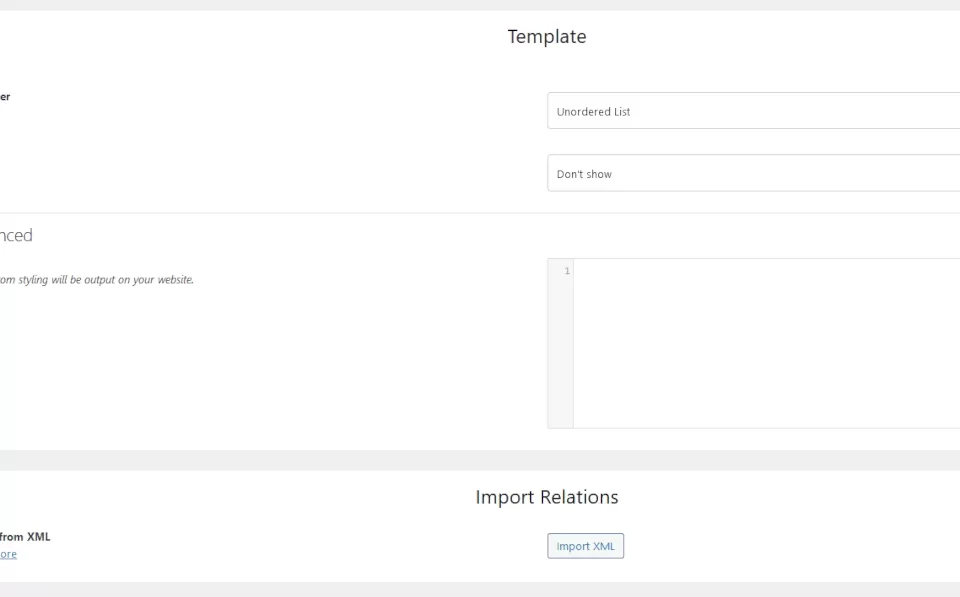 Template
er
Unordered List
Don't show
nced
om styling will be output on your website.
1
Import Relations
from XML
ore
Import XML